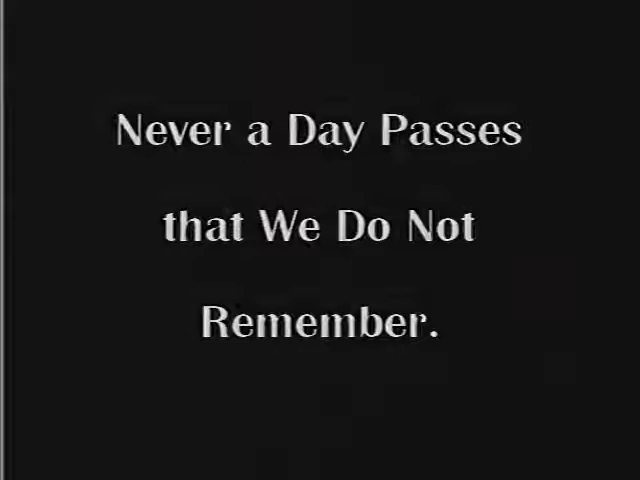 Never a Day Passes
that We Do Not
Remember.